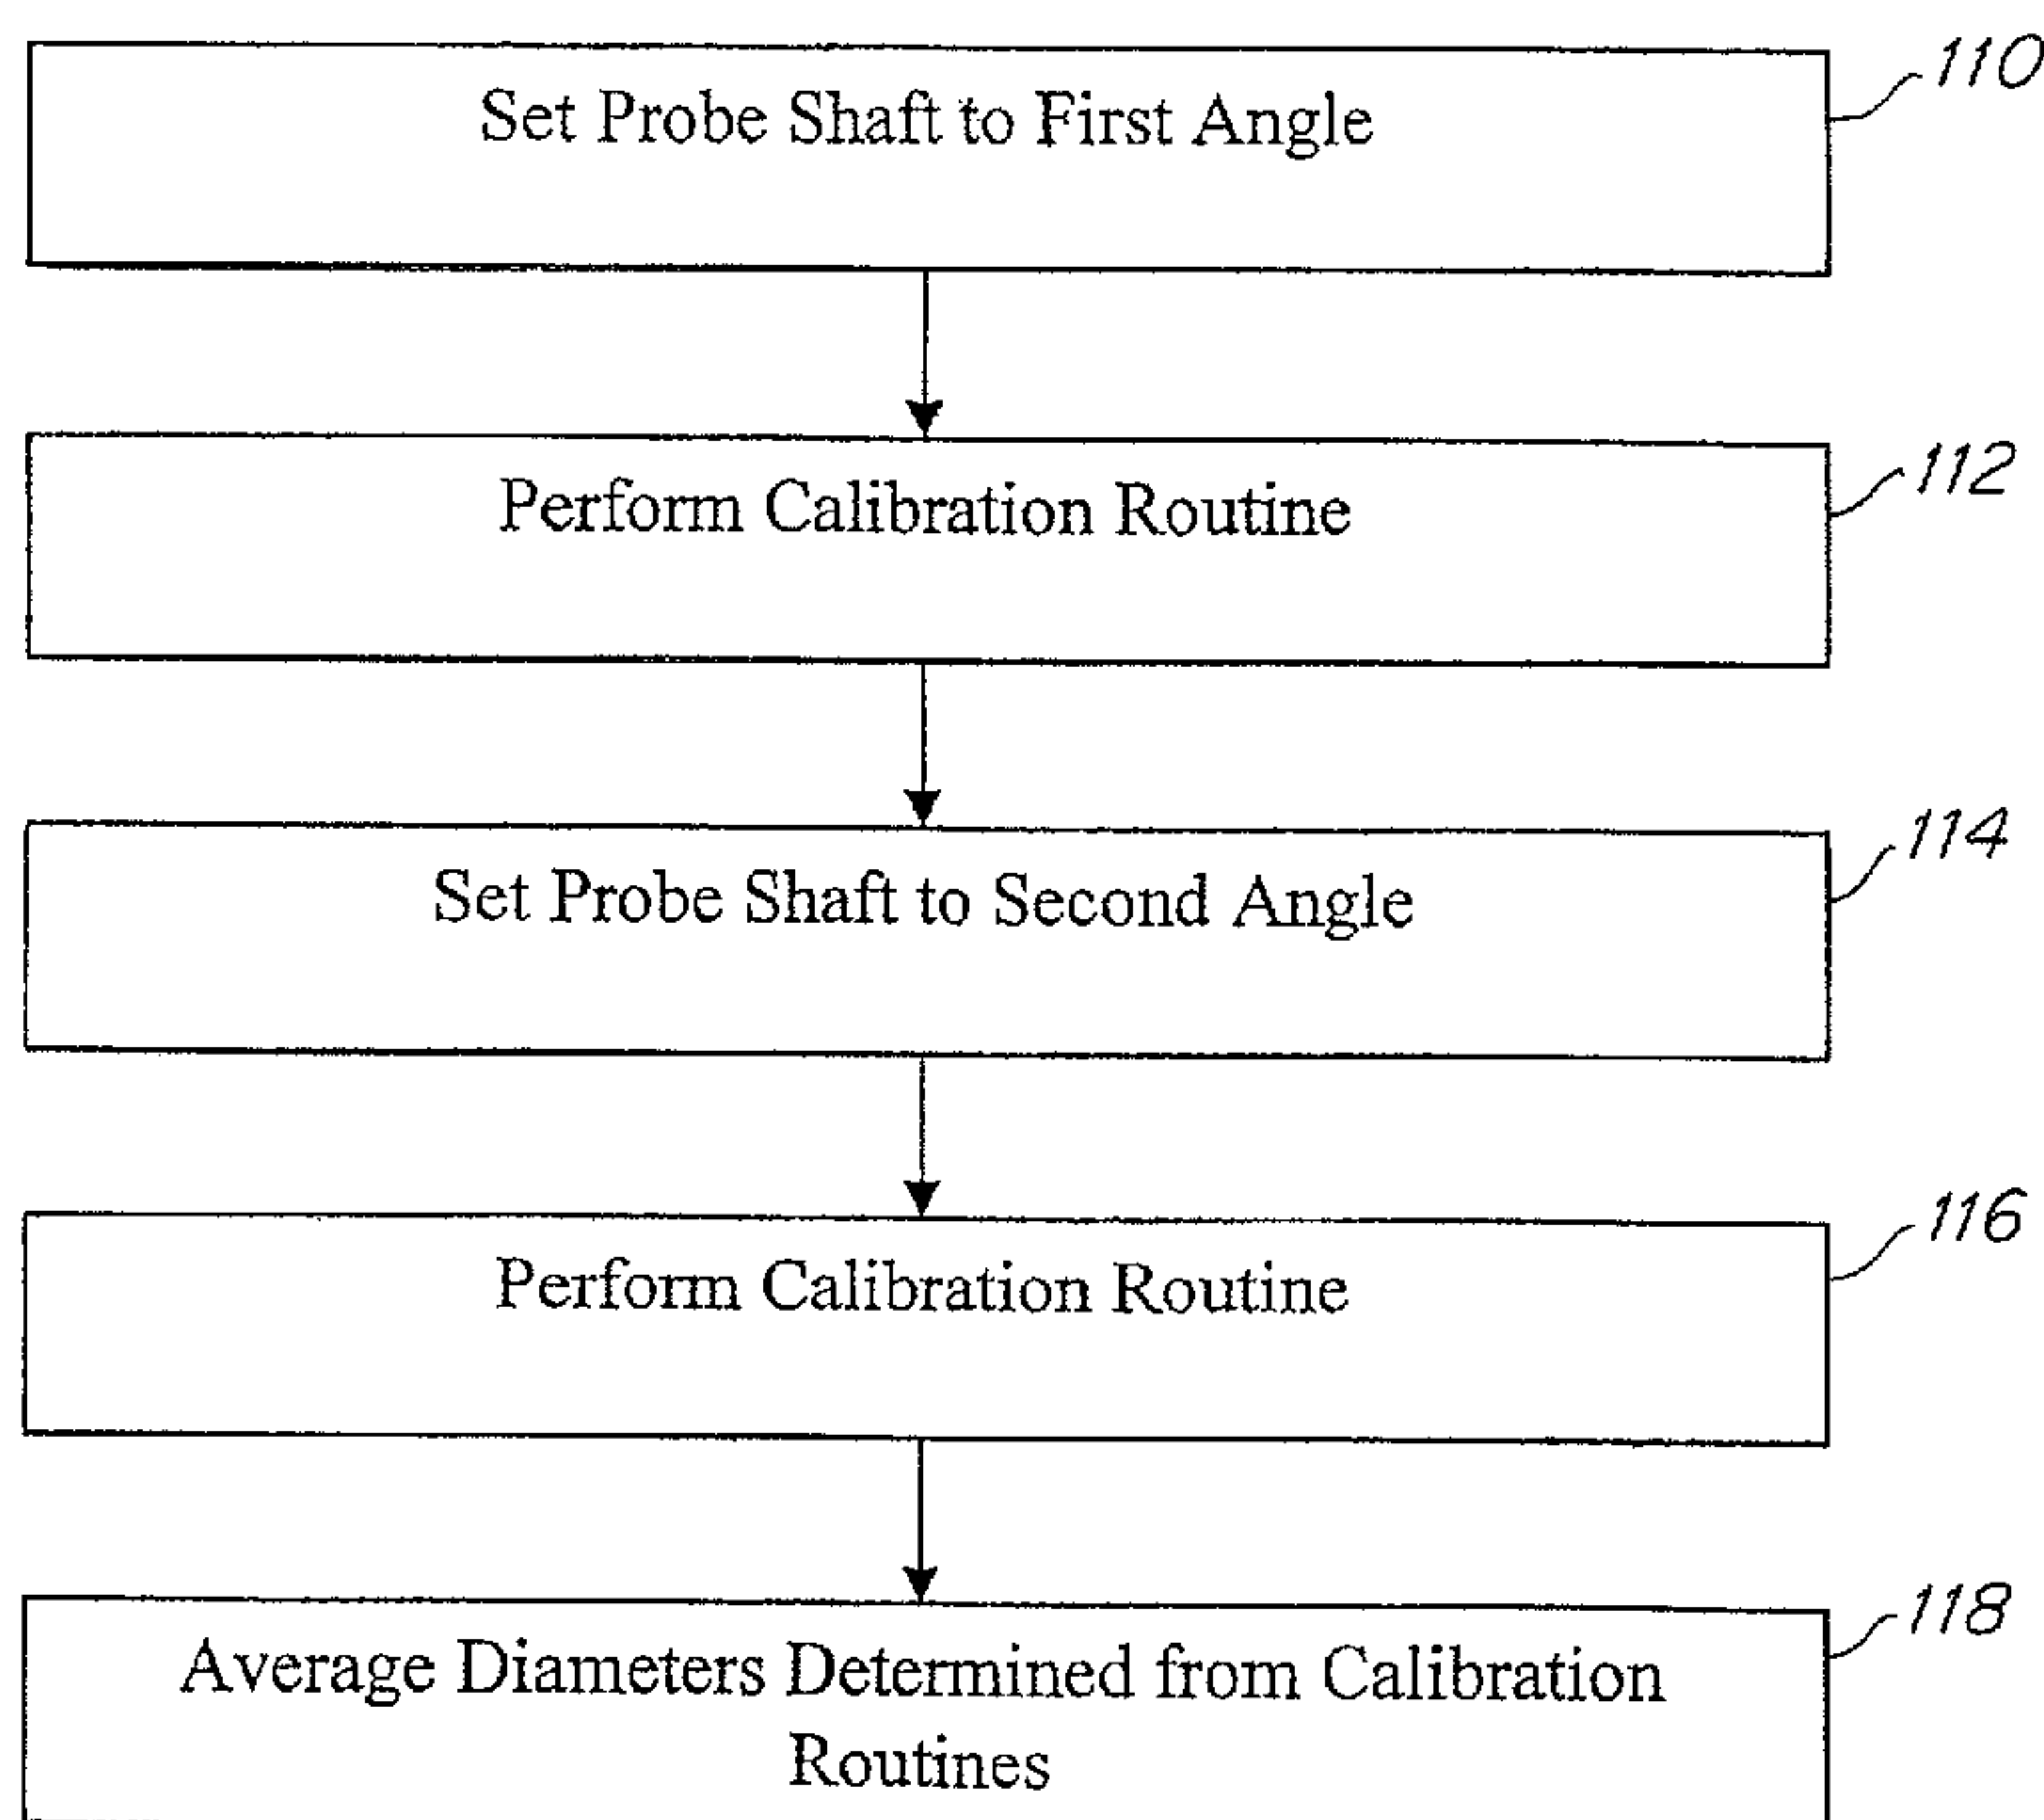 Set Probe Shaft to First Angle
110
Perform Calibration Routine
112
Set Probe Shaft to Second Angle
114
Perform Calibration Routine
116
Average Diameters Determined from Calibration
Routines
118